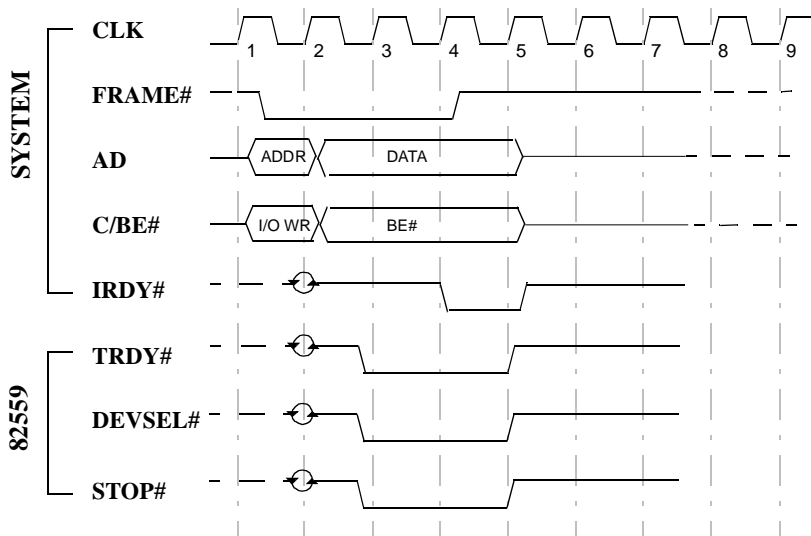 SYSTEM
CLK
1 2 3 4 5 6 7 8 9
FRAME#
AD
ADDR DATA
C/BE#
I/O WR BE#
IRDY#
82559
TRDY#
DEVSEL#
STOP#